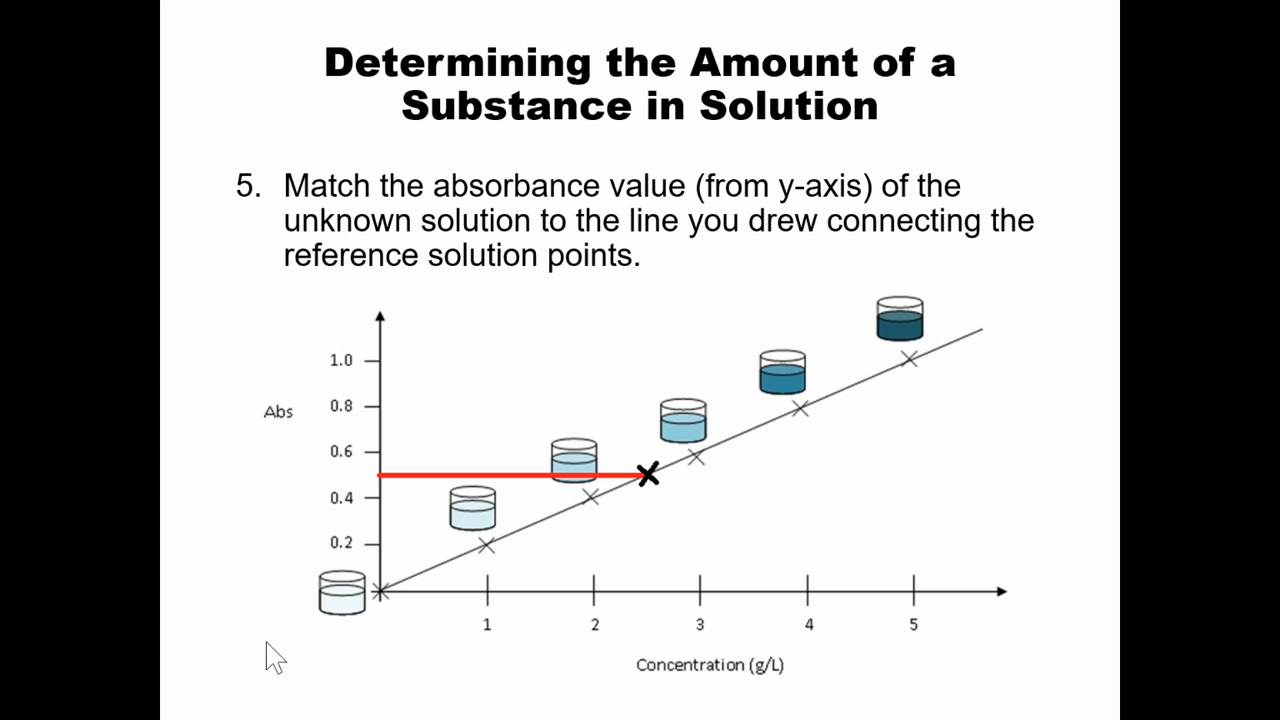 Determining the Amount of a
Substance in Solution
5. Match the absorbance value (from y-axis) of the
unknown solution to the line you drew connecting the
reference solution points.
1.0
Abs
0.8
0.6
0.4
0.2
1 2 3 4 5
Concentration (g/L)